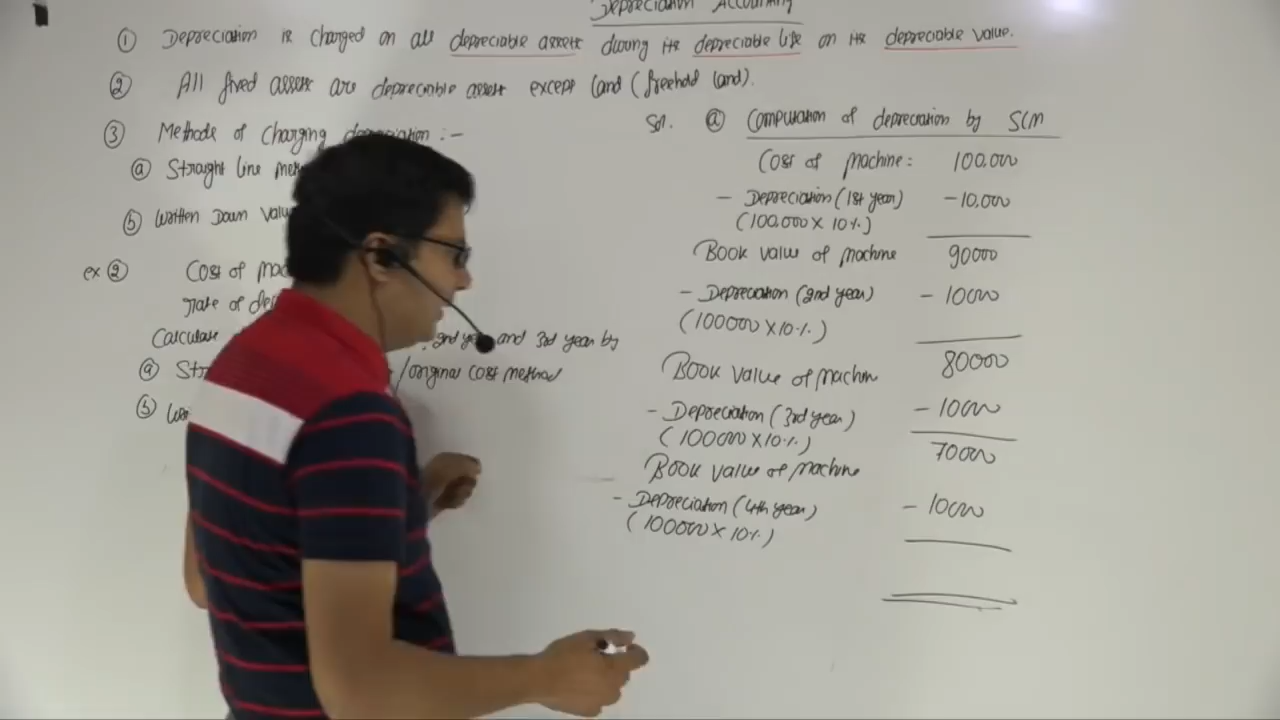 Depreciation Accounting
① Depreciation is charged on all depreciable assets during its depreciable life on its depreciable value.
② All fixed assets are depreciable assets except land (freehold land).
③ Methods of charging depreciation :-
ⓐ Straight line
ⓑ Written Down Valu
ex ②
Cost of mac
rate of de
Calculate 2nd year and 3rd year by
ⓐ /original cost method
ⓑ
Sol. ⓐ Computation of depreciation by SLM
Cost of machine: 100,000
- Depreciation (1st year) -10,000
(100,000 X 10%)
Book value of machine 90000
- Depreciation (2nd year) - 10000
(100000 X 10%)
Book value of machine 80000
- Depreciation (3rd year) - 10000
(100000 X 10%) 70000
Book value of machine
- Depreciation (4th year) - 10000
(100000 X 10%)